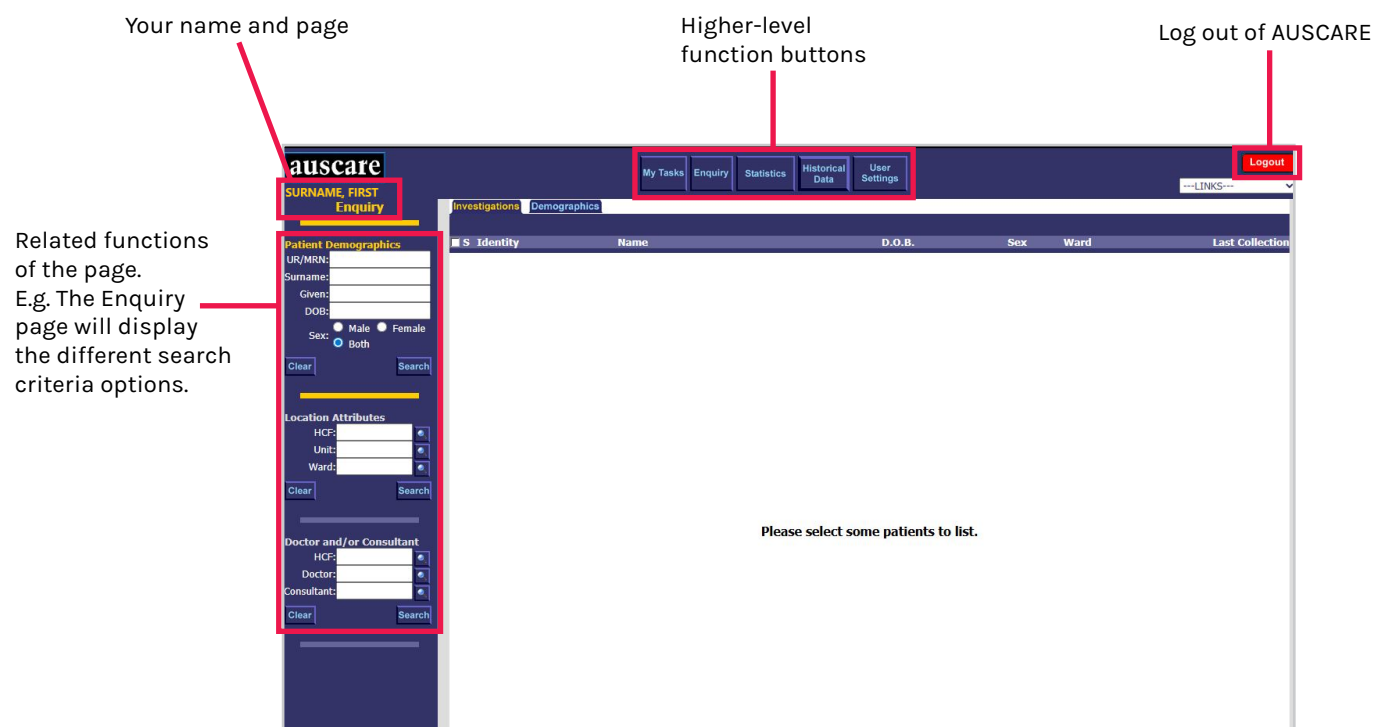 Your name and page
Higher-level
function buttons
Log out of AUSCARE
auscare
My Tasks Enquiry Statistics Historical Data User Settings
Logout
---LINKS---
SURNAME, FIRST
Enquiry
Investigations Demographics
Related functions
of the page.
E.g. The Enquiry
page will display
the different search
criteria options.
S Identity Name D.O.B. Sex Ward Last Collection
Patient Demographics
UR/MRN:
Surname:
Given:
DOB:
Sex: Male Female
Both
Clear Search
Location Attributes
HCF:
Unit:
Ward:
Clear Search
Please select some patients to list.
Doctor and/or Consultant
HCF:
Doctor:
Consultant:
Clear Search